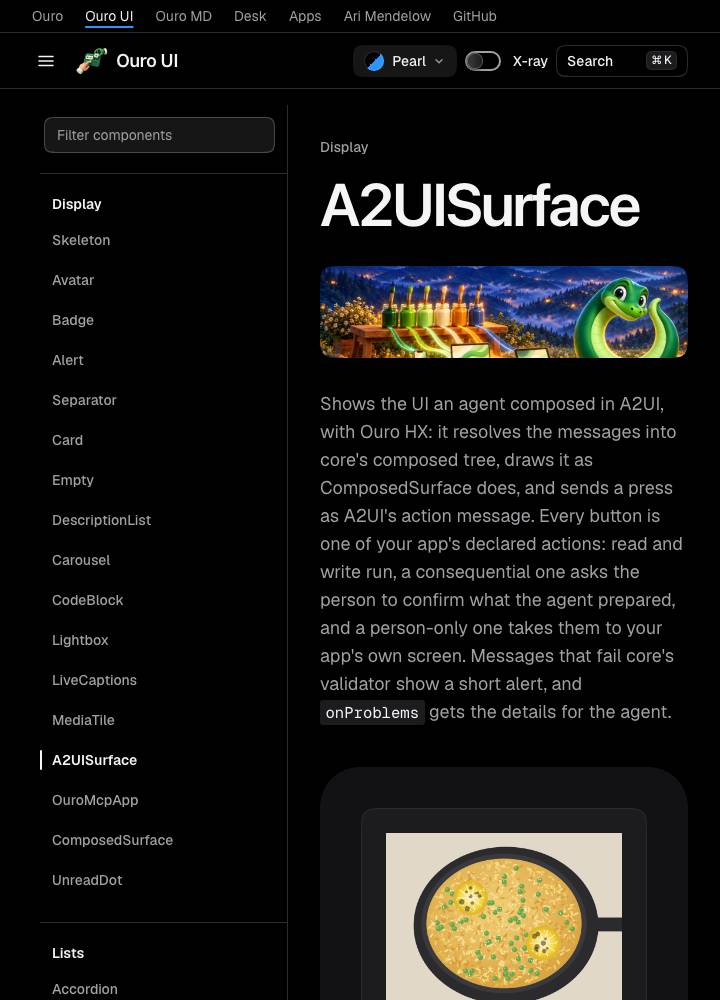 Ouro Ouro UI Ouro MD Desk Apps Ari Mendelow GitHub
Ouro UI Pearl X-ray Search ⌘ K
Filter components
Display
Skeleton
Avatar
Badge
Alert
Separator
Card
Empty
DescriptionList
Carousel
CodeBlock
Lightbox
LiveCaptions
MediaTile
A2UISurface
OuroMcpApp
ComposedSurface
UnreadDot
Lists
Accordion
Display
A2UISurface
Shows the UI an agent composed in A2UI,
with Ouro HX: it resolves the messages into
core's composed tree, draws it as
ComposedSurface does, and sends a press
as A2UI's action message. Every button is
one of your app's declared actions: read and
write run, a consequential one asks the
person to confirm what the agent prepared,
and a person-only one takes them to your
app's own screen. Messages that fail core's
validator show a short alert, and
onProblems gets the details for the agent.